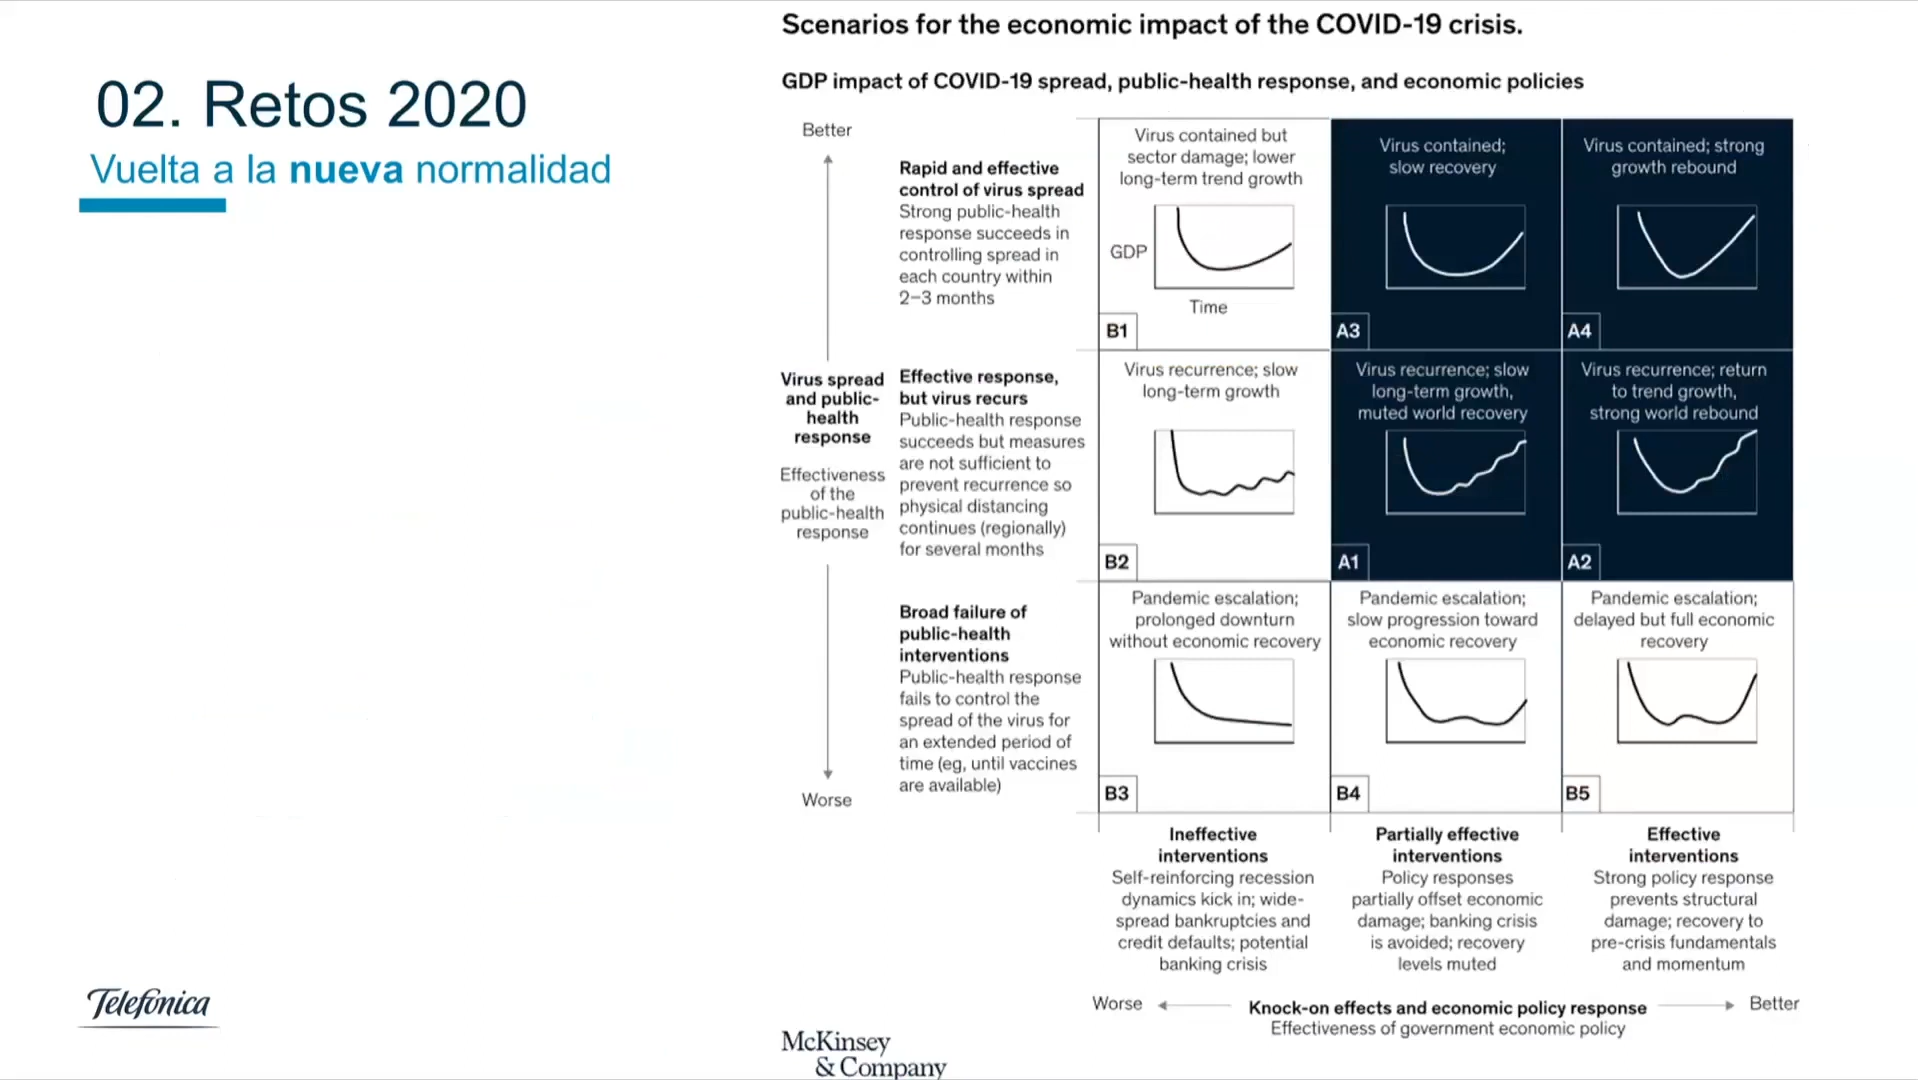 02. Retos 2020
Vuelta a la nueva normalidad
Scenarios for the economic impact of the COVID-19 crisis.
GDP impact of COVID-19 spread, public-health response, and economic policies
Better
Virus spread
and public-
health
response
Effectiveness
of the
public-health
response
Worse
Rapid and effective
control of virus spread
Strong public-health
response succeeds in
controlling spread in
each country within
2–3 months
Virus contained but
sector damage; lower
long-term trend growth
GDP
Time
B1
Virus contained;
slow recovery
A3
Virus contained; strong
growth rebound
A4
Effective response,
but virus recurs
Public-health response
succeeds but measures
are not sufficient to
prevent recurrence so
physical distancing
continues (regionally)
for several months
Virus recurrence; slow
long-term growth
B2
Virus recurrence; slow
long-term growth,
muted world recovery
A1
Virus recurrence; return
to trend growth,
strong world rebound
A2
Broad failure of
public-health
interventions
Public-health response
fails to control the
spread of the virus for
an extended period of
time (eg, until vaccines
are available)
Pandemic escalation;
prolonged downturn
without economic recovery
B3
Pandemic escalation;
slow progression toward
economic recovery
B4
Pandemic escalation;
delayed but full economic
recovery
B5
Ineffective
interventions
Self-reinforcing recession
dynamics kick in; wide-
spread bankruptcies and
credit defaults; potential
banking crisis
Partially effective
interventions
Policy responses
partially offset economic
damage; banking crisis
is avoided; recovery
levels muted
Effective
interventions
Strong policy response
prevents structural
damage; recovery to
pre-crisis fundamentals
and momentum
Worse
Knock-on effects and economic policy response
Effectiveness of government economic policy
Better
Telefónica
McKinsey
& Company